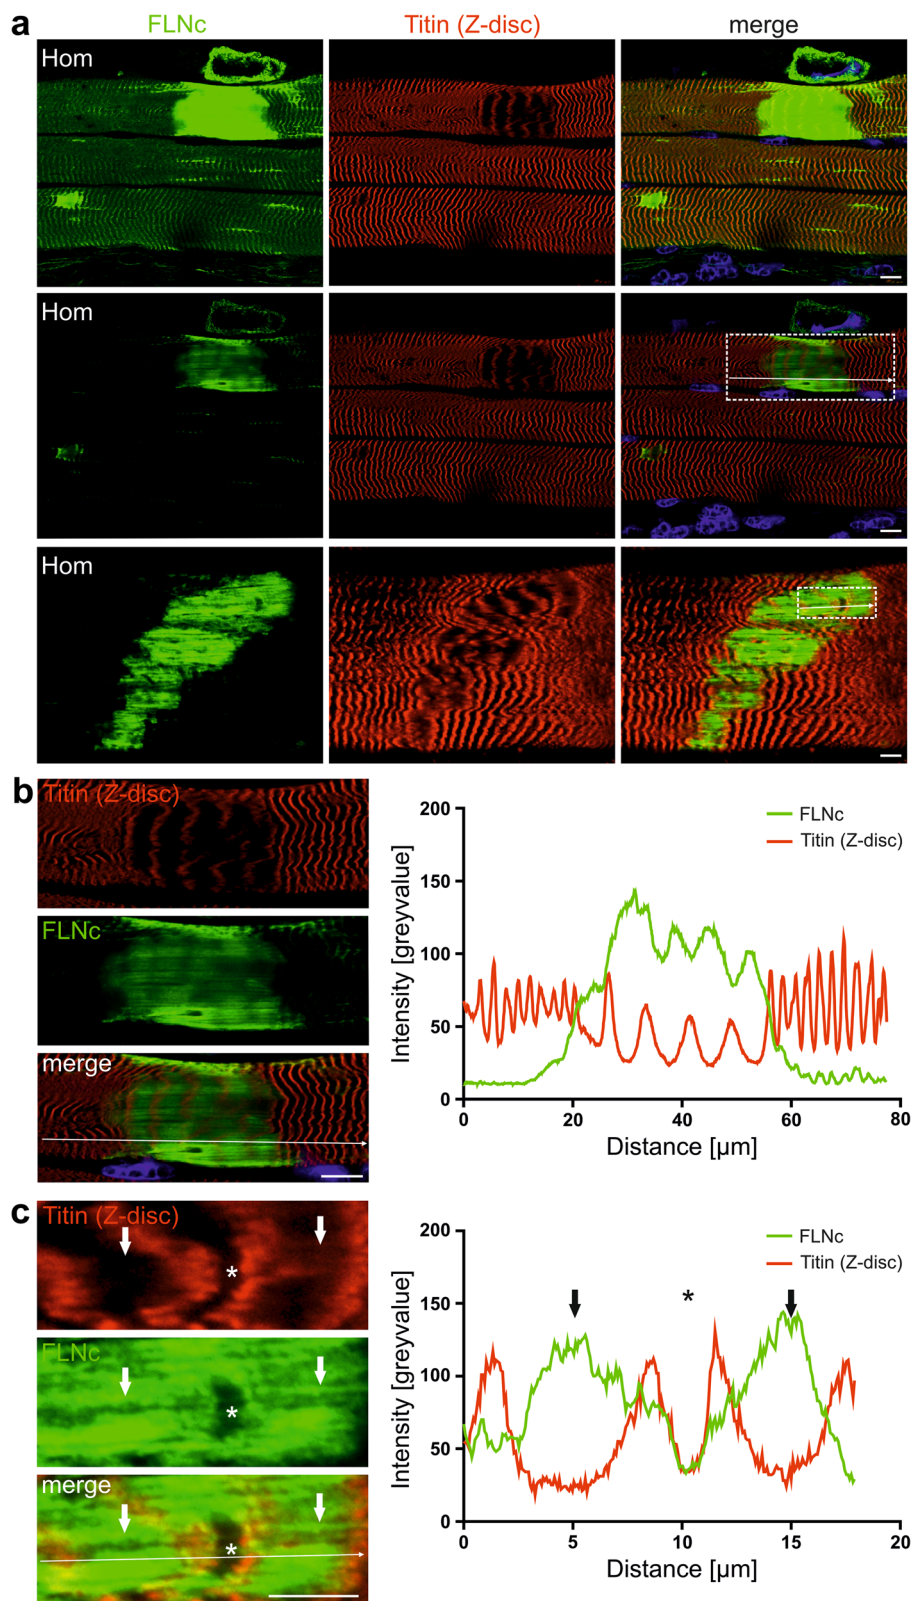 a
FLNc
Titin (Z-disc)
merge
Hom
Hom
Hom
b
Titin (Z-disc)
FLNc
merge
200
150
100
50
0
Intensity [greyvalue]
0 20 40 60 80
Distance [µm]
FLNc
Titin (Z-disc)
c
Titin (Z-disc)
*
FLNc
*
merge
*
200
150
100
50
0
Intensity [greyvalue]
0 5 10 15 20
Distance [µm]
FLNc
Titin (Z-disc)
*